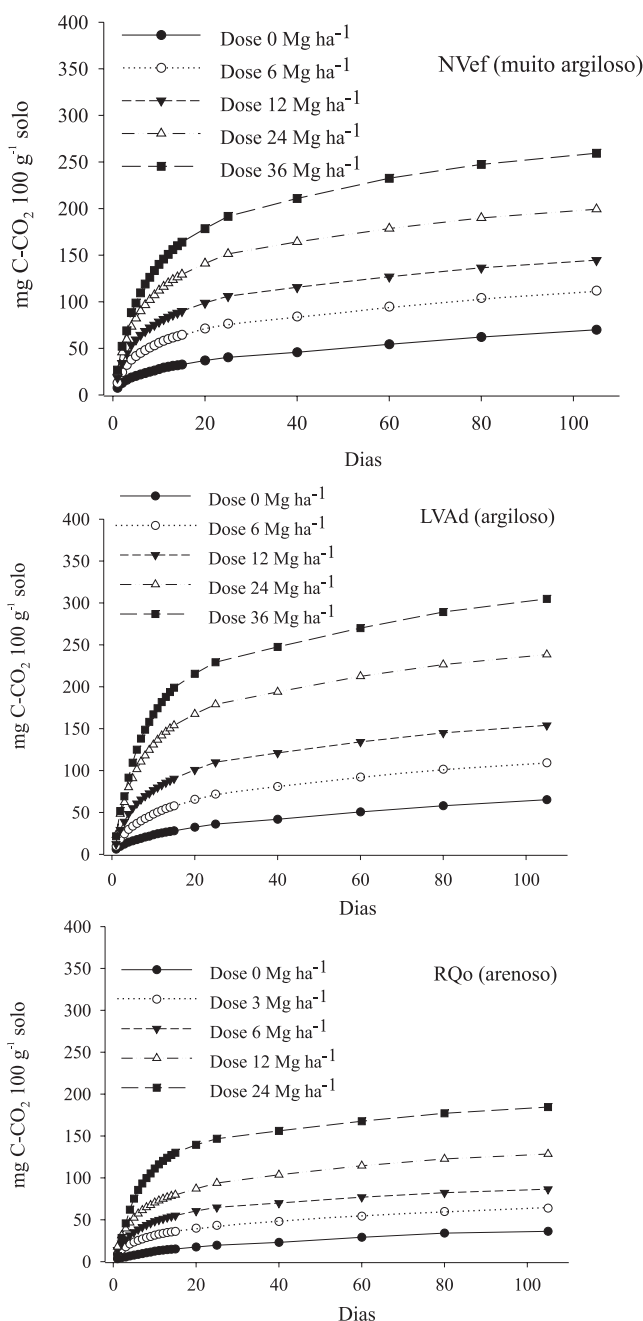 400
350
300
250
200
150
100
50
0
mg C-CO₂ 100 g⁻¹ solo
Dose 0 Mg ha⁻¹
Dose 6 Mg ha⁻¹
Dose 12 Mg ha⁻¹
Dose 24 Mg ha⁻¹
Dose 36 Mg ha⁻¹
NVef (muito argiloso)
0 20 40 60 80 100
Dias
400
350
300
250
200
150
100
50
0
mg C-CO₂ 100 g⁻¹ solo
Dose 0 Mg ha⁻¹
Dose 6 Mg ha⁻¹
Dose 12 Mg ha⁻¹
Dose 24 Mg ha⁻¹
Dose 36 Mg ha⁻¹
LVAd (argiloso)
0 20 40 60 80 100
Dias
400
350
300
250
200
150
100
50
0
mg C-CO₂ 100 g⁻¹ solo
Dose 0 Mg ha⁻¹
Dose 3 Mg ha⁻¹
Dose 6 Mg ha⁻¹
Dose 12 Mg ha⁻¹
Dose 24 Mg ha⁻¹
RQo (arenoso)
0 20 40 60 80 100
Dias